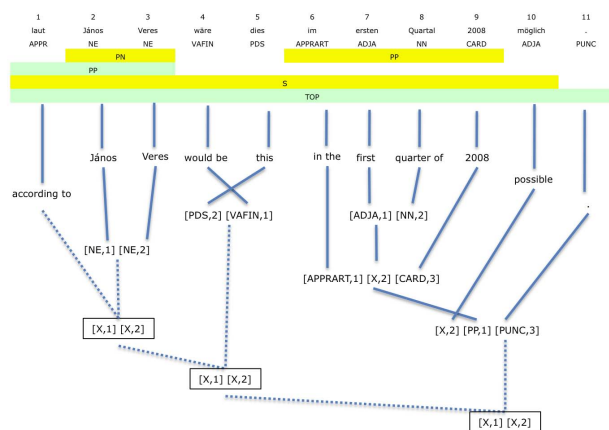 1 2 3 4 5 6 7 8 9 10 11
laut János Veres wäre dies im ersten Quartal 2008 möglich .
APPR NE NE VAFIN PDS APPRART ADJA NN CARD ADJA PUNC
PN PP
PP
S
TOP
János Veres would be this in the first quarter of 2008
possible
according to
.
[PDS,2] [VAFIN,1] [ADJA,1] [NN,2]
[NE,1] [NE,2]
[APPRART,1] [X,2] [CARD,3]
[X,1] [X,2] [X,2] [PP,1] [PUNC,3]
[X,1] [X,2]
[X,1] [X,2]